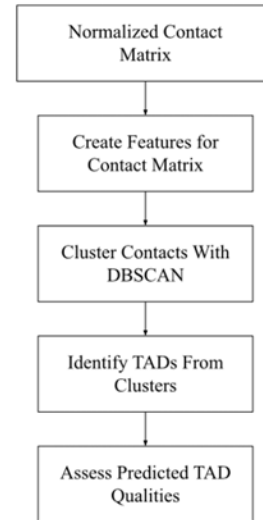 Normalized Contact
Matrix
Create Features for
Contact Matrix
Cluster Contacts With
DBSCAN
Identify TADs From
Clusters
Assess Predicted TAD
Qualities